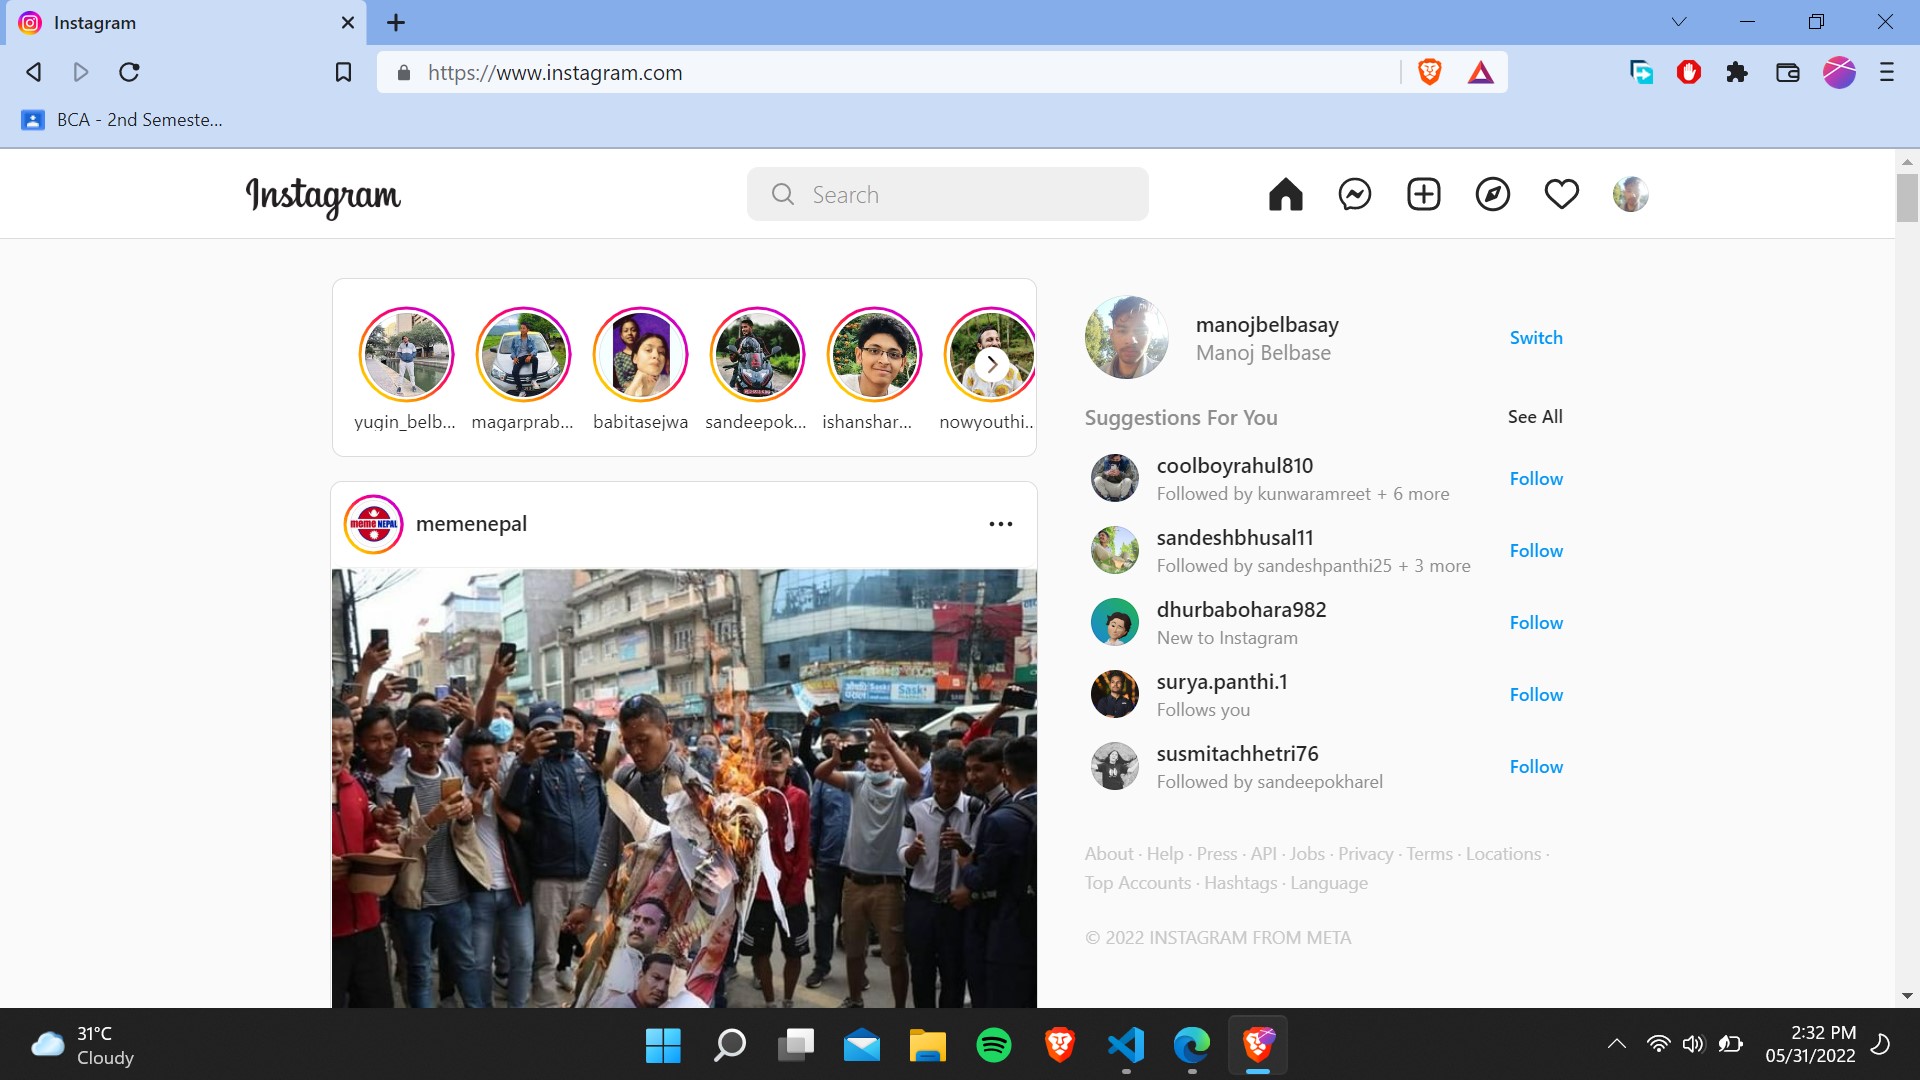 Instagram
https://www.instagram.com
BCA - 2nd Semeste...
Instagram
Search
yugin_belb...
magarprab...
babitasejwa
sandeepok...
ishanshar...
nowyouthi...
manojbelbasay
Manoj Belbase
Switch
Suggestions For You
See All
coolboyrahul810
Followed by kunwaramreet + 6 more
Follow
sandeshbhusal11
Followed by sandeshpanthi25 + 3 more
Follow
dhurbabohara982
New to Instagram
Follow
surya.panthi.1
Follows you
Follow
susmitachhetri76
Followed by sandeepokharel
Follow
meme NEPAL
memenepal
Sask
About · Help · Press · API · Jobs · Privacy · Terms · Locations ·
Top Accounts · Hashtags · Language
© 2022 INSTAGRAM FROM META
31°C
Cloudy
2:32 PM
05/31/2022